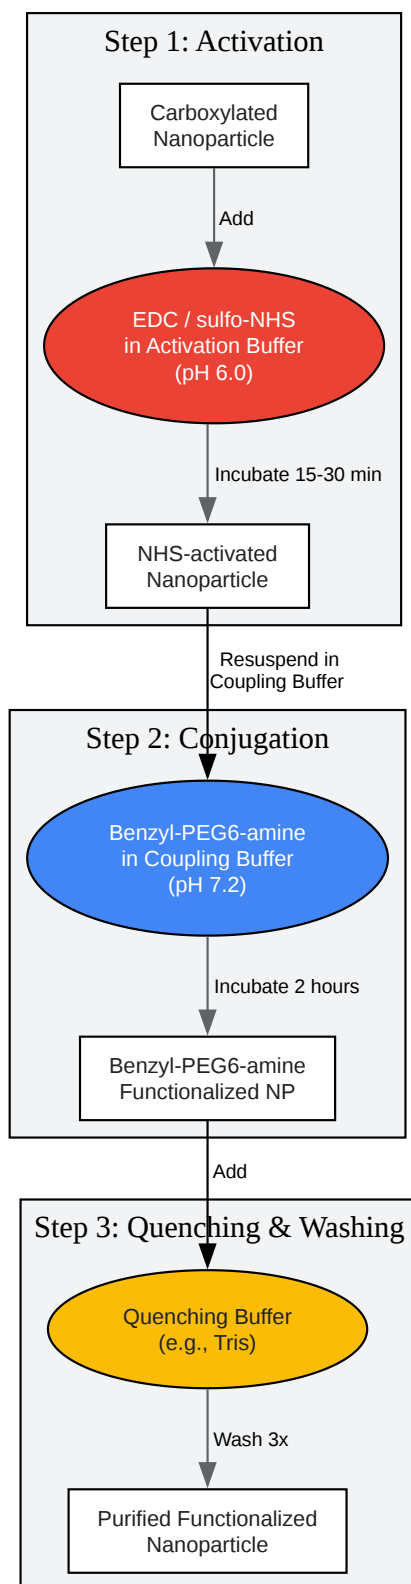 Step 1: Activation
Carboxylated
Nanoparticle
Add
EDC / sulfo-NHS
in Activation Buffer
(pH 6.0)
Incubate 15-30 min
NHS-activated
Nanoparticle
Resuspend in
Coupling Buffer
Step 2: Conjugation
Benzyl-PEG6-amine
in Coupling Buffer
(pH 7.2)
Incubate 2 hours
Benzyl-PEG6-amine
Functionalized NP
Add
Step 3: Quenching & Washing
Quenching Buffer
(e.g., Tris)
Wash 3x
Purified Functionalized
Nanoparticle